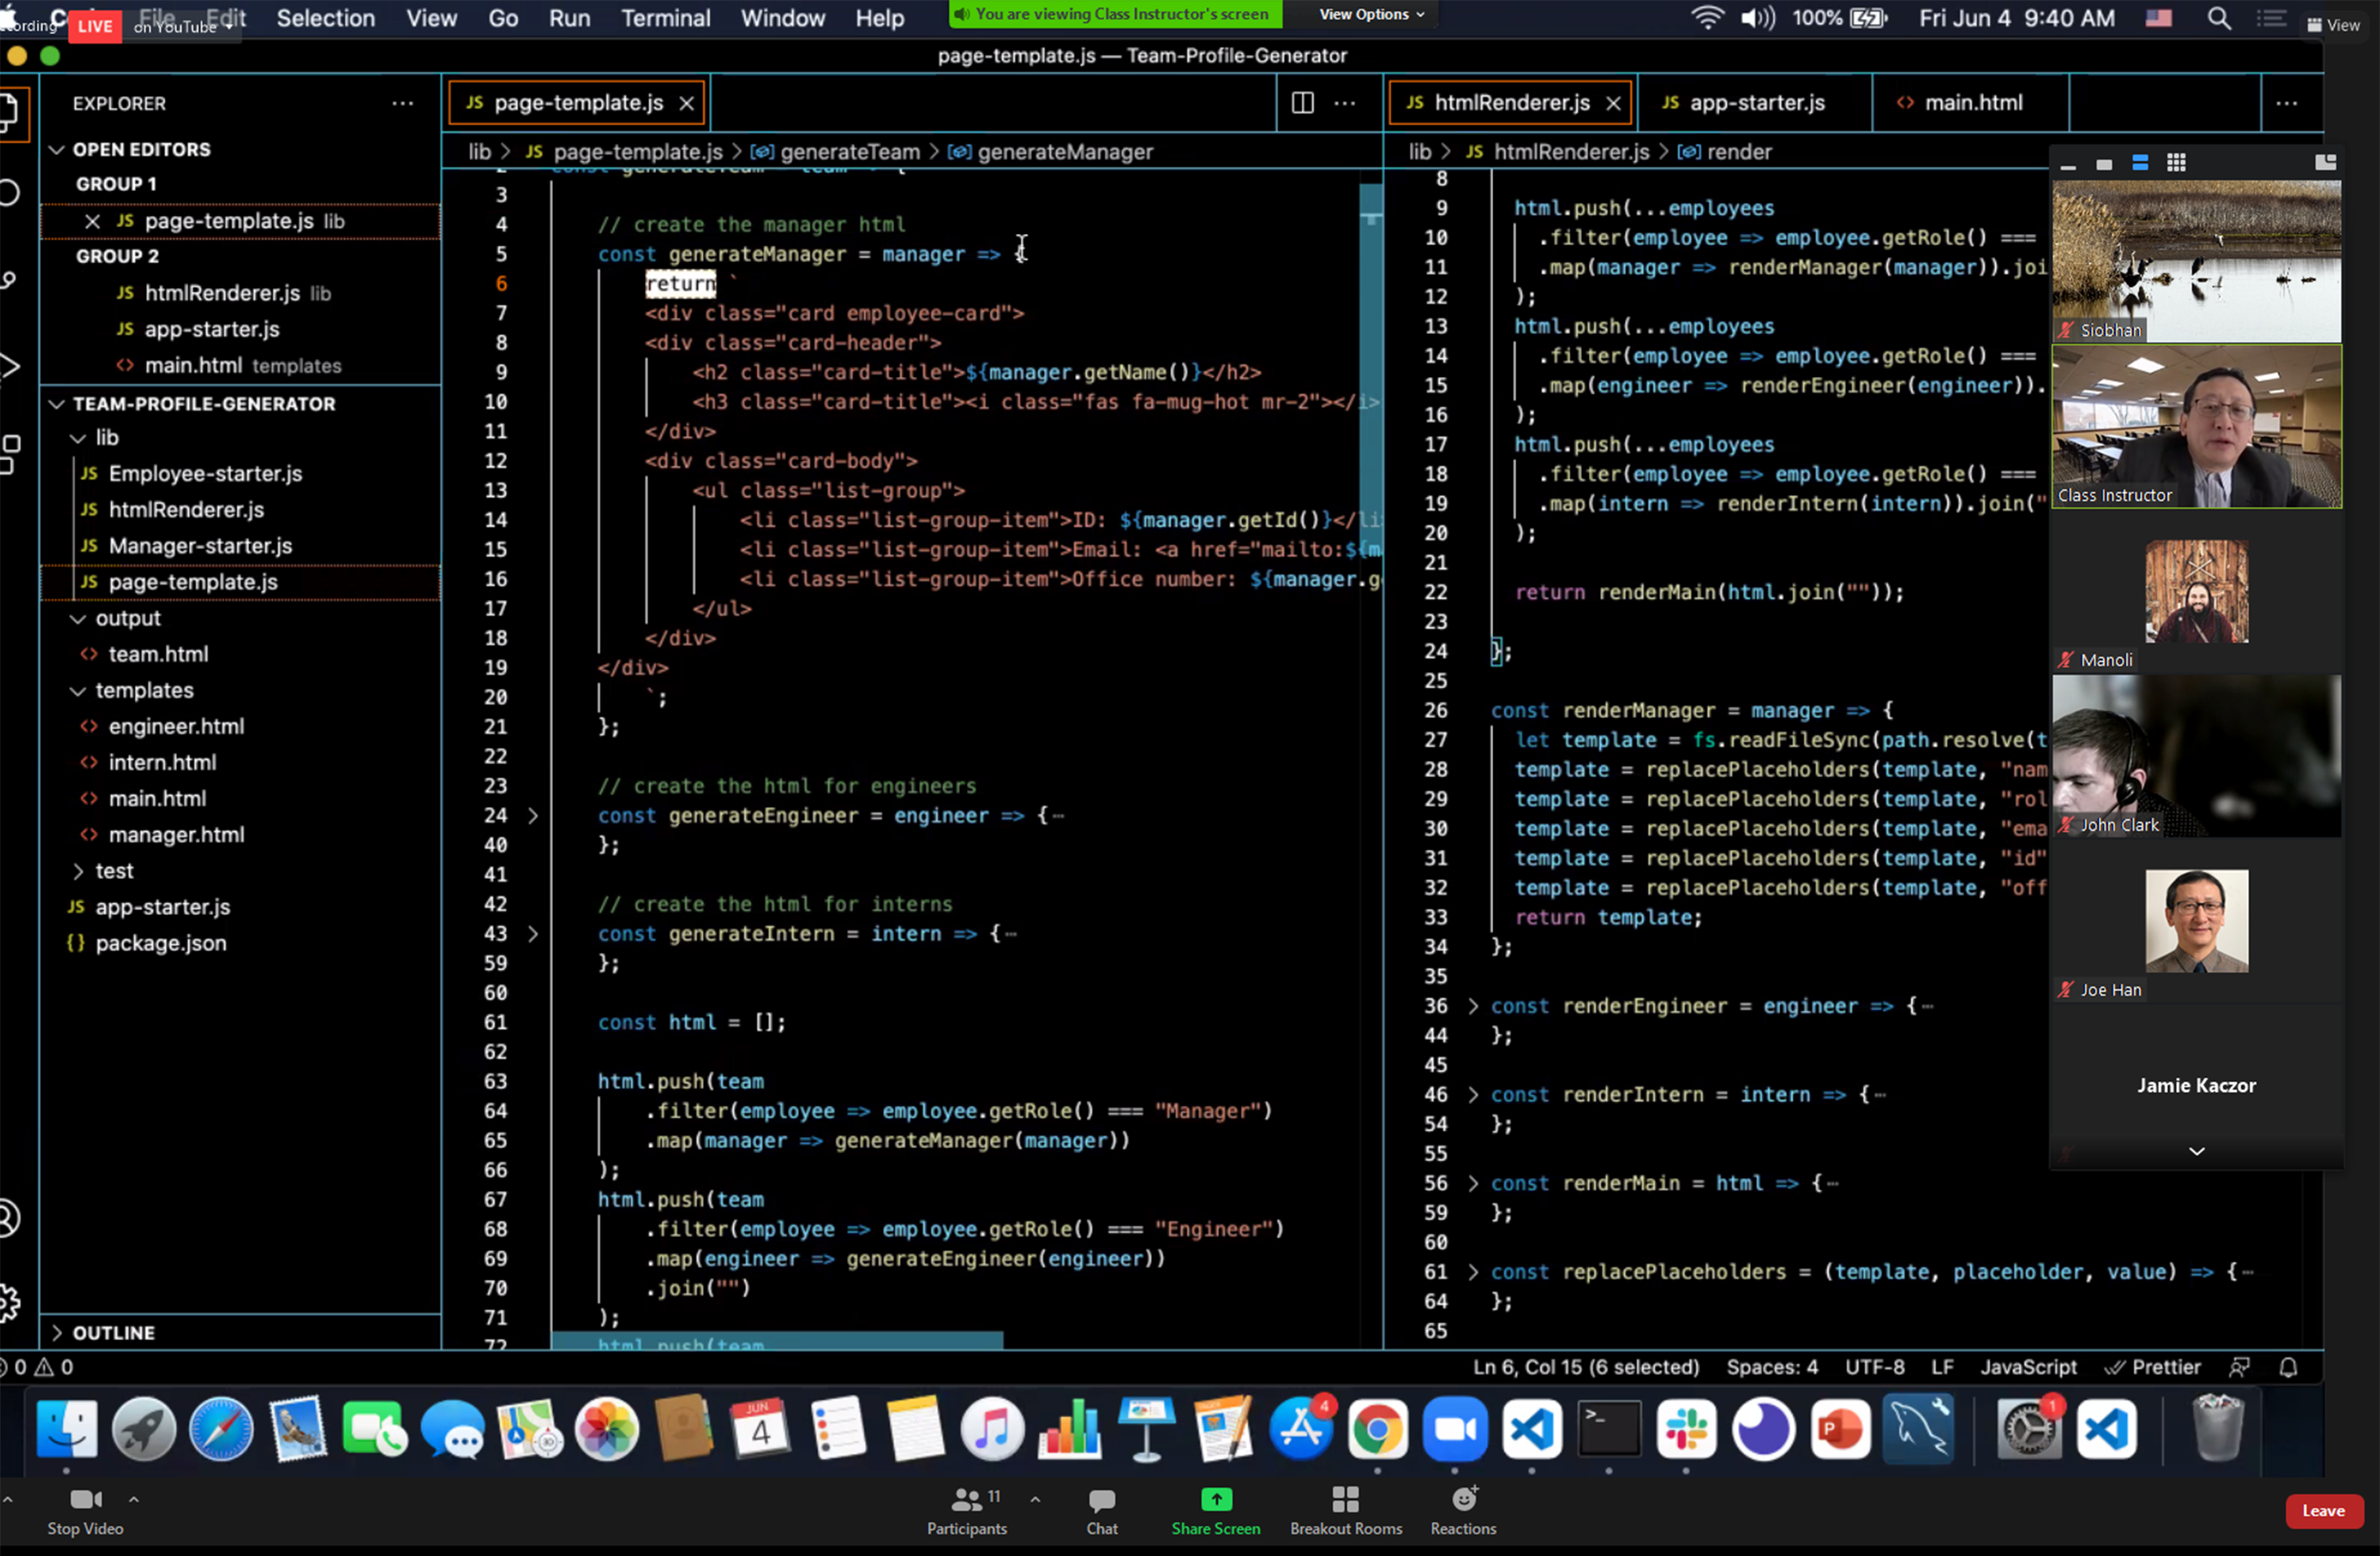 Selection View Go Run Terminal Window Help
LIVE on YouTube
You are viewing Class Instructor's screen View Options
100% Fri Jun 4 9:40 AM
View
page-template.js — Team-Profile-Generator
EXPLORER
OPEN EDITORS
GROUP 1
page-template.js lib
GROUP 2
JS htmlRenderer.js lib
JS app-starter.js
<> main.html templates
TEAM-PROFILE-GENERATOR
lib
JS Employee-starter.js
JS htmlRenderer.js
JS Manager-starter.js
JS page-template.js
output
<> team.html
templates
<> engineer.html
<> intern.html
<> main.html
<> manager.html
test
JS app-starter.js
{} package.json
OUTLINE
JS page-template.js
lib > JS page-template.js > generateTeam > generateManager
3
4 // create the manager html
5 const generateManager = manager => {
6 return `
7 <div class="card employee-card">
8 <div class="card-header">
9 <h2 class="card-title">${manager.getName()}</h2>
10 <h3 class="card-title"><i class="fas fa-mug-hot mr-2"></i>
11 </div>
12 <div class="card-body">
13 <ul class="list-group">
14 <li class="list-group-item">ID: ${manager.getId()}</li
15 <li class="list-group-item">Email: <a href="mailto:${m
16 <li class="list-group-item">Office number: ${manager.g
17 </ul>
18 </div>
19 </div>
20 `;
21 };
22
23 // create the html for engineers
24 const generateEngineer = engineer => {
40 };
41
42 // create the html for interns
43 const generateIntern = intern => {
59 };
60
61 const html = [];
62
63 html.push(team
64 .filter(employee => employee.getRole() === "Manager")
65 .map(manager => generateManager(manager))
66 );
67 html.push(team
68 .filter(employee => employee.getRole() === "Engineer")
69 .map(engineer => generateEngineer(engineer))
70 .join("")
71 );
72 html.push(team
JS htmlRenderer.js JS app-starter.js <> main.html
lib > JS htmlRenderer.js > render
8
9 html.push(...employees
10 .filter(employee => employee.getRole() ===
11 .map(manager => renderManager(manager)).joi
12 );
13 html.push(...employees
14 .filter(employee => employee.getRole() ===
15 .map(engineer => renderEngineer(engineer)).
16 );
17 html.push(...employees
18 .filter(employee => employee.getRole() ===
19 .map(intern => renderIntern(intern)).join("
20 );
21
22 return renderMain(html.join(""));
23
24 };
25
26 const renderManager = manager => {
27 let template = fs.readFileSync(path.resolve(t
28 template = replacePlaceholders(template, "nam
29 template = replacePlaceholders(template, "rol
30 template = replacePlaceholders(template, "ema
31 template = replacePlaceholders(template, "id"
32 template = replacePlaceholders(template, "off
33 return template;
34 };
35
36 const renderEngineer = engineer => {
44 };
45
46 const renderIntern = intern => {
54 };
55
56 const renderMain = html => {
59 };
60
61 const replacePlaceholders = (template, placeholder, value) => {
64 };
65
Siobhan
Class Instructor
Manoli
John Clark
Joe Han
Jamie Kaczor
0 0
Ln 6, Col 15 (6 selected) Spaces: 4 UTF-8 LF JavaScript Prettier
JUN
4
4
1
Stop Video
Participants 11
Chat
Share Screen
Breakout Rooms
Reactions
Leave